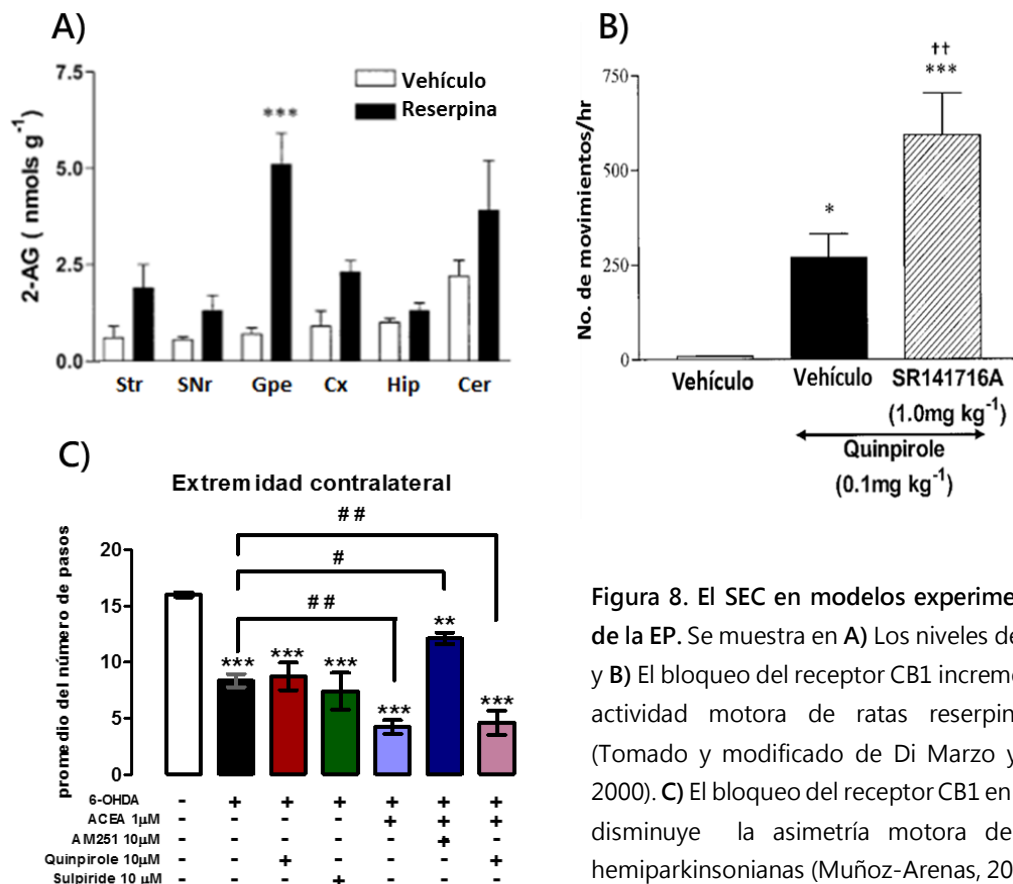 A)
7.5
5.0
2.5
0.0
2-AG ( nmols g⁻¹)
Vehículo
Reserpina
***
Str SNr Gpe Cx Hip Cer
B)
No. de movimientos/hr
750
500
250
0
*
††
***
Vehículo Vehículo SR141716A
(1.0mg kg⁻¹)
Quinpirole
(0.1mg kg⁻¹)
C)
Extremidad contralateral
promedio del número de pasos
20
15
10
5
0
# #
#
# #
*** *** *** *** ** ***
6-OHDA - + + + + + +
ACEA 1µM - - - - + + +
AM251 10µM - - - - - + -
Quinpirole 10µM - - + - - - +
Sulpiride 10 µM - - - + - - -
Figura 8. El SEC en modelos experime
de la EP. Se muestra en A) Los niveles de
y B) El bloqueo del receptor CB1 increme
actividad motora de ratas reserpin
(Tomado y modificado de Di Marzo y
2000). C) El bloqueo del receptor CB1 en
disminuye la asimetría motora de
hemiparkinsonianas (Muñoz-Arenas, 20